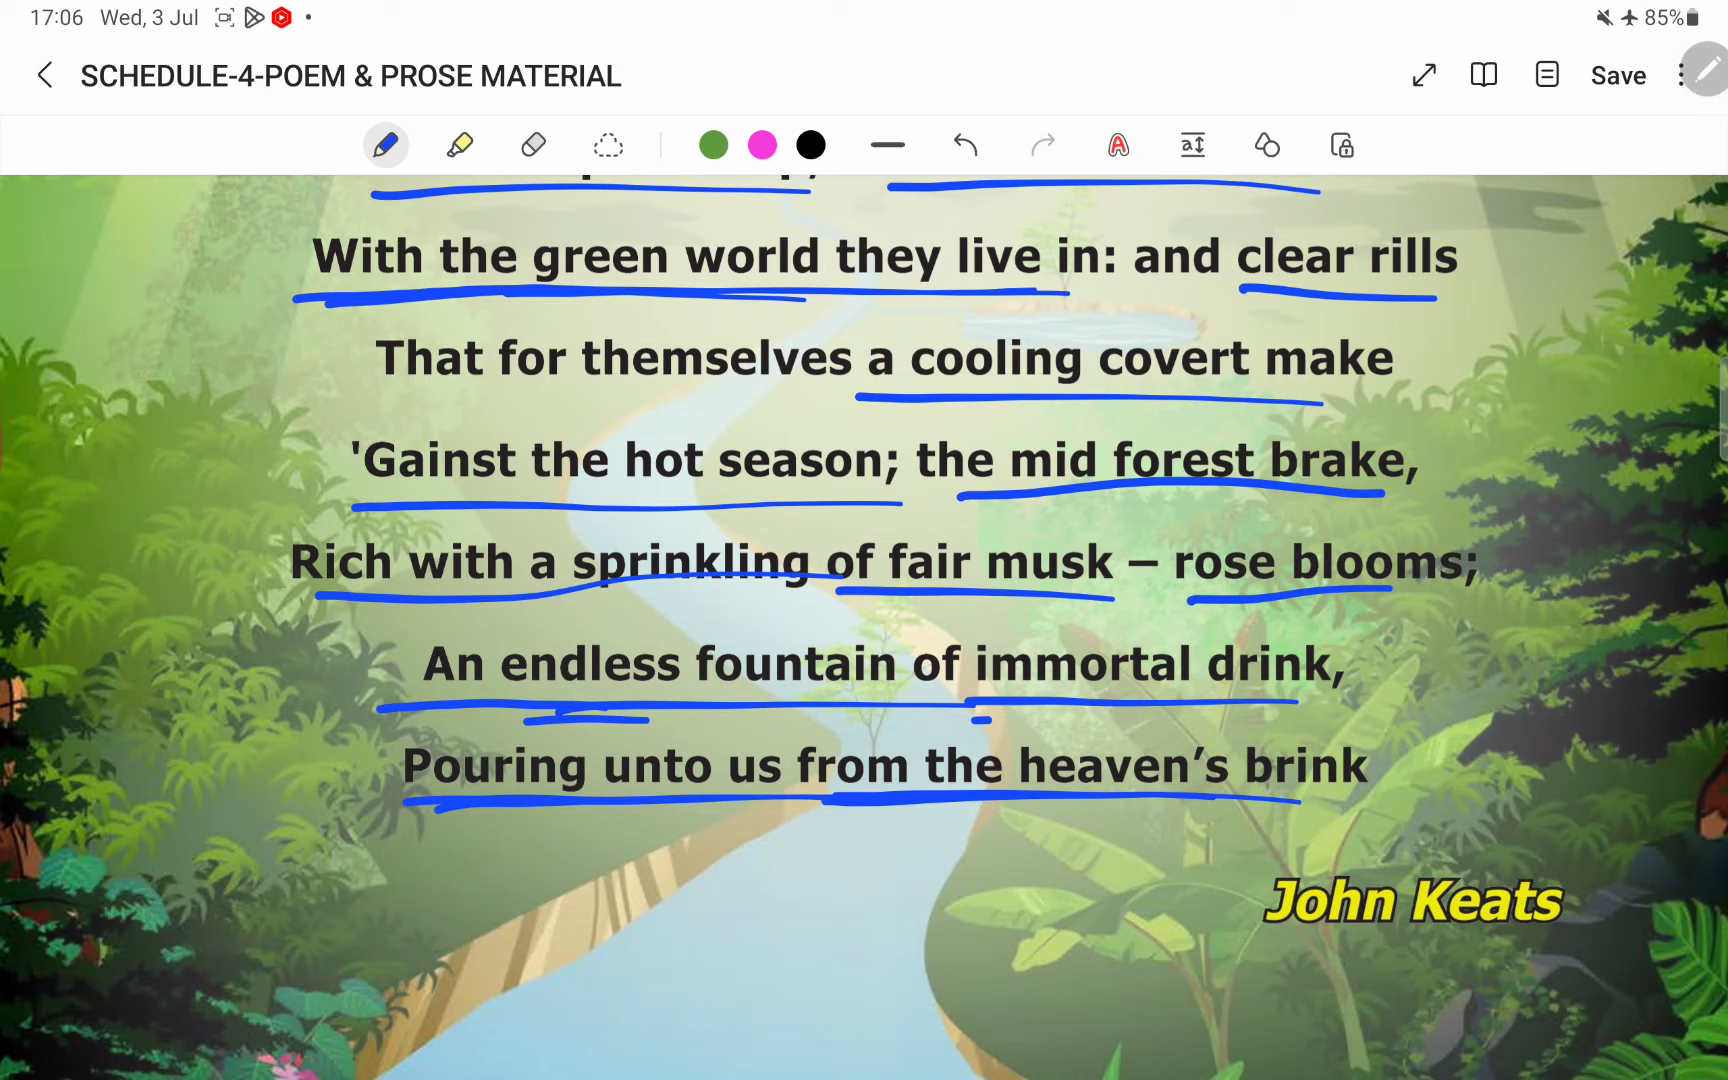 17:06 Wed, 3 Jul 85%
SCHEDULE-4-POEM & PROSE MATERIAL Save
With the green world they live in: and clear rills
That for themselves a cooling covert make
'Gainst the hot season; the mid forest brake,
Rich with a sprinkling of fair musk – rose blooms;
An endless fountain of immortal drink,
Pouring unto us from the heaven’s brink
John Keats